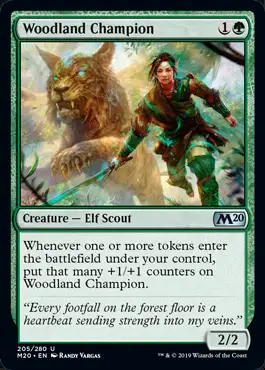 Woodland Champion 1
Creature — Elf Scout M20
Whenever one or more tokens enter
the battlefield under your control,
put that many +1/+1 counters on
Woodland Champion.
“Every footfall on the forest floor is a
heartbeat sending strength into my veins.”
2/2
205/280 U
M20 • EN RANDY VARGAS ™ & © 2019 Wizards of the Coast